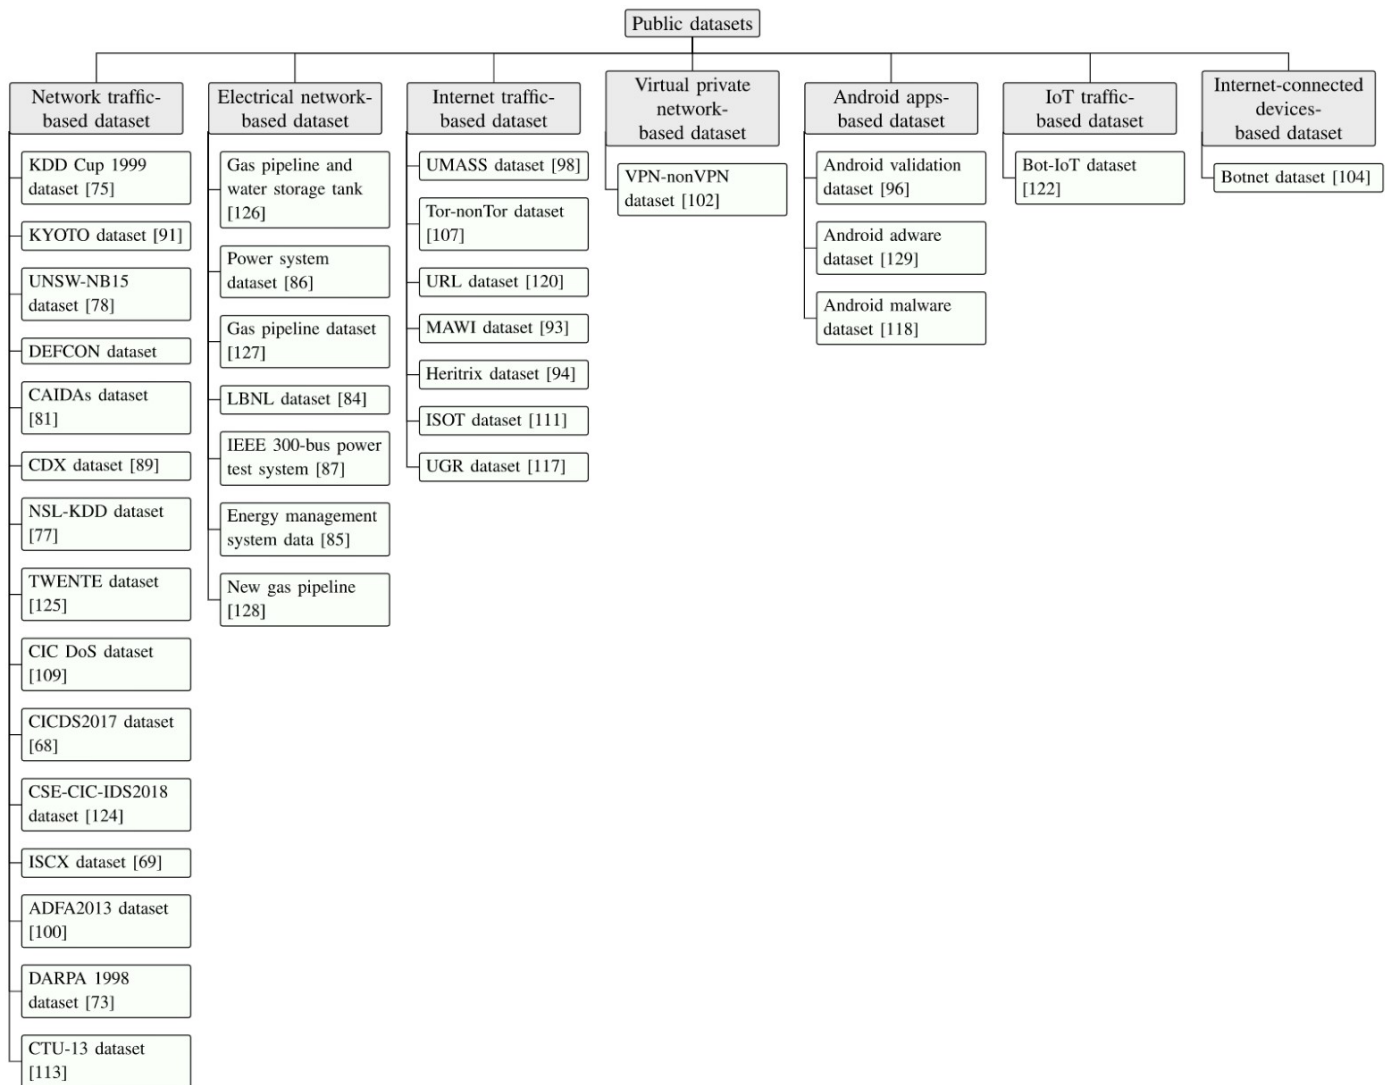 Public datasets
Network traffic-
based dataset
KDD Cup 1999
dataset [75]
KYOTO dataset [91]
UNSW-NB15
dataset [78]
DEFCON dataset
CAIDAs dataset
[81]
CDX dataset [89]
NSL-KDD dataset
[77]
TWENTE dataset
[125]
CIC DoS dataset
[109]
CICDS2017 dataset
[68]
CSE-CIC-IDS2018
dataset [124]
ISCX dataset [69]
ADFA2013 dataset
[100]
DARPA 1998
dataset [73]
CTU-13 dataset
[113]
Electrical network-
based dataset
Gas pipeline and
water storage tank
[126]
Power system
dataset [86]
Gas pipeline dataset
[127]
LBNL dataset [84]
IEEE 300-bus power
test system [87]
Energy management
system data [85]
New gas pipeline
[128]
Internet traffic-
based dataset
UMASS dataset [98]
Tor-nonTor dataset
[107]
URL dataset [120]
MAWI dataset [93]
Heritrix dataset [94]
ISOT dataset [111]
UGR dataset [117]
Virtual private
network-
based dataset
VPN-nonVPN
dataset [102]
Android apps-
based dataset
Android validation
dataset [96]
Android adware
dataset [129]
Android malware
dataset [118]
IoT traffic-
based dataset
Bot-IoT dataset
[122]
Internet-connected
devices-
based dataset
Botnet dataset [104]